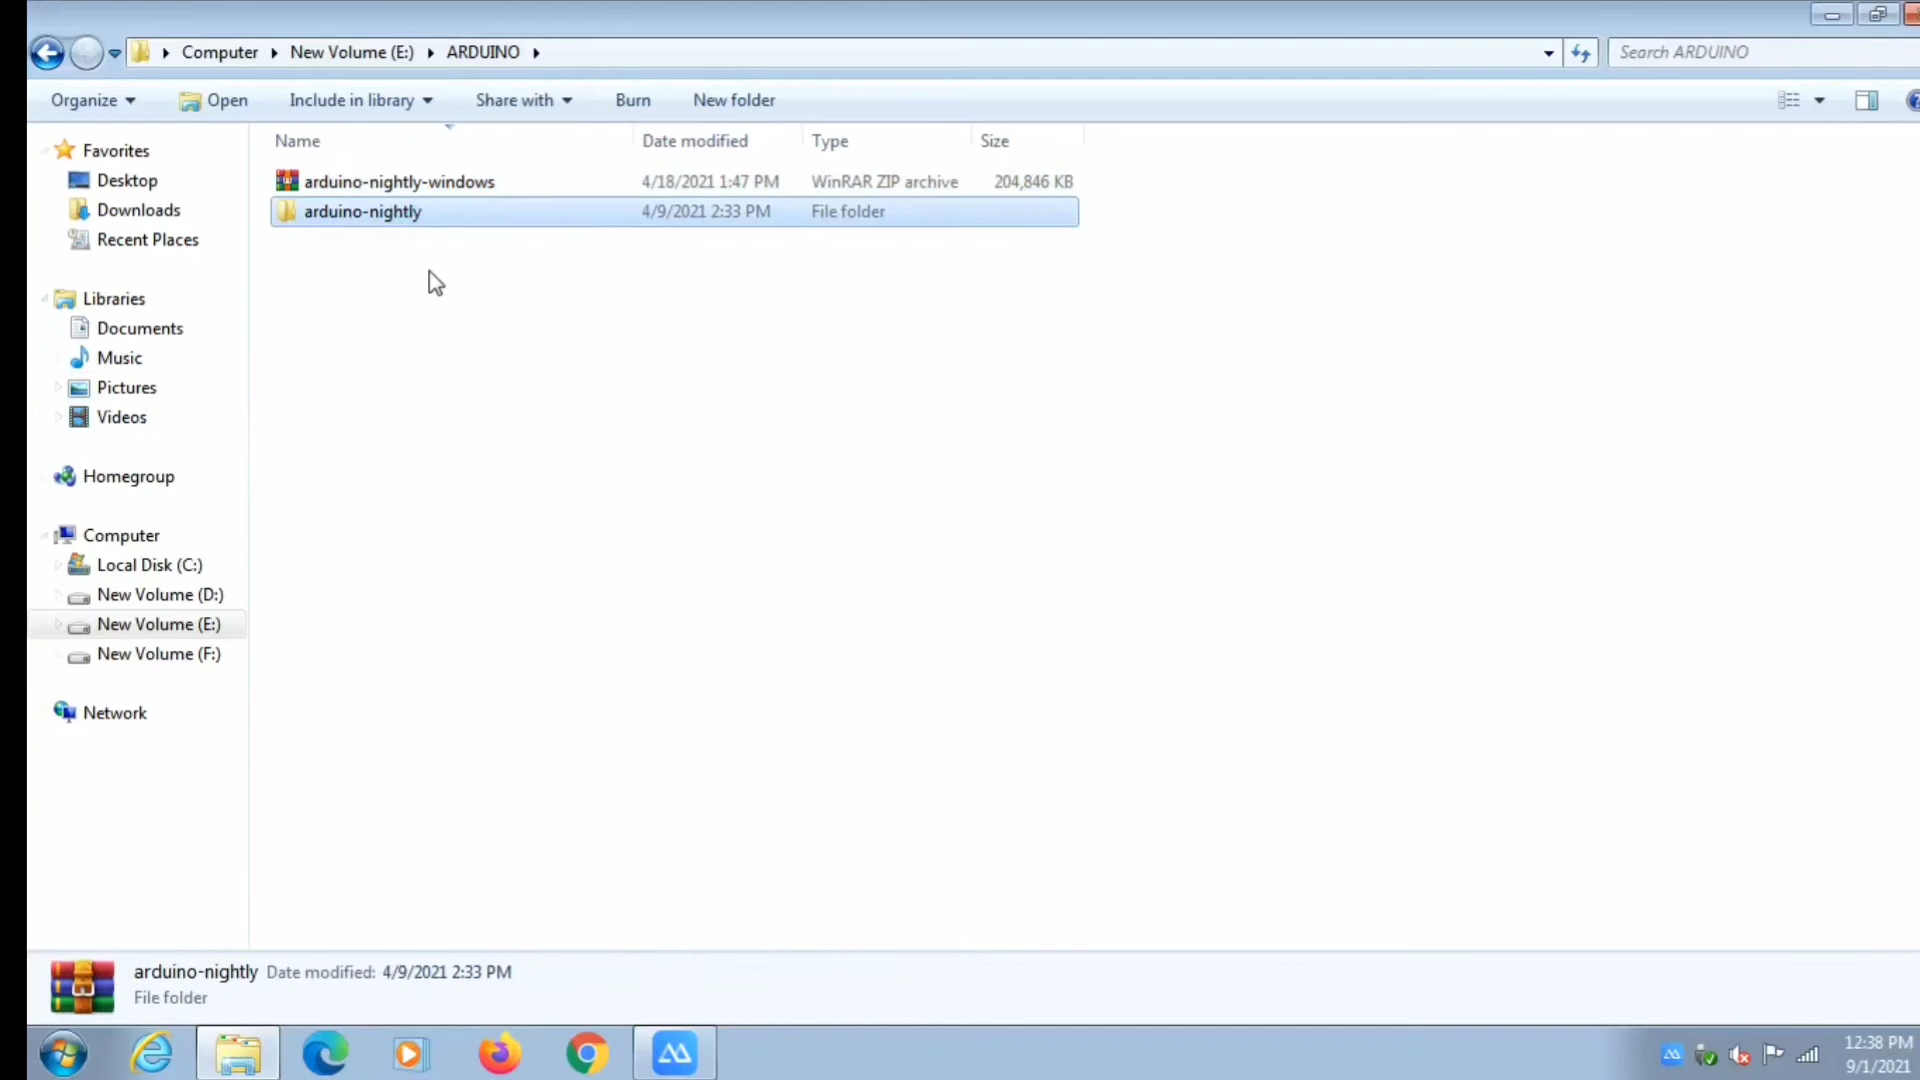 Computer New Volume (E:) ARDUINO
Search ARDUINO
Organize Open Include in library Share with Burn New folder
Name Date modified Type Size
arduino-nightly-windows 4/18/2021 1:47 PM WinRAR ZIP archive 204,846 KB
arduino-nightly 4/9/2021 2:33 PM File folder
Favorites
Desktop
Downloads
Recent Places
Libraries
Documents
Music
Pictures
Videos
Homegroup
Computer
Local Disk (C:)
New Volume (D:)
New Volume (E:)
New Volume (F:)
Network
arduino-nightly Date modified: 4/9/2021 2:33 PM
File folder
12:38 PM
9/1/2021